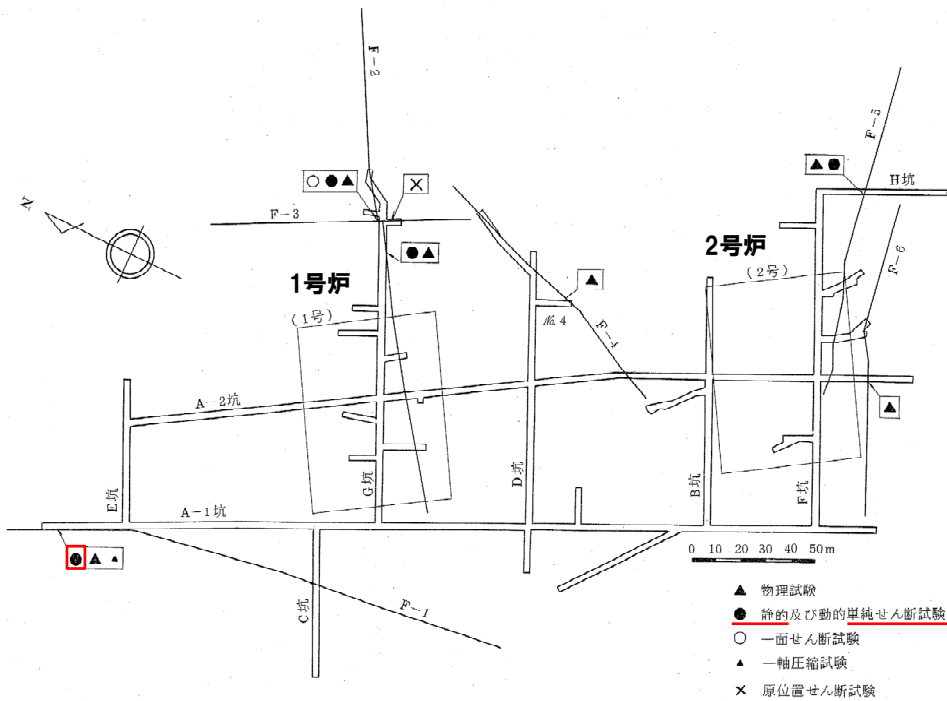 F-2
F-5
H坑
N
F-3
F-6
1号炉
2号炉
(1号)
(2号)
No.4
F-4
A-2坑
E坑
G坑
D坑
B坑
F坑
A-1坑
C坑
F-1
0 10 20 30 40 50m
▲ 物理試験
● 静的及び動的単純せん断試験
○ 一面せん断試験
▲ 一軸圧縮試験
× 原位置せん断試験